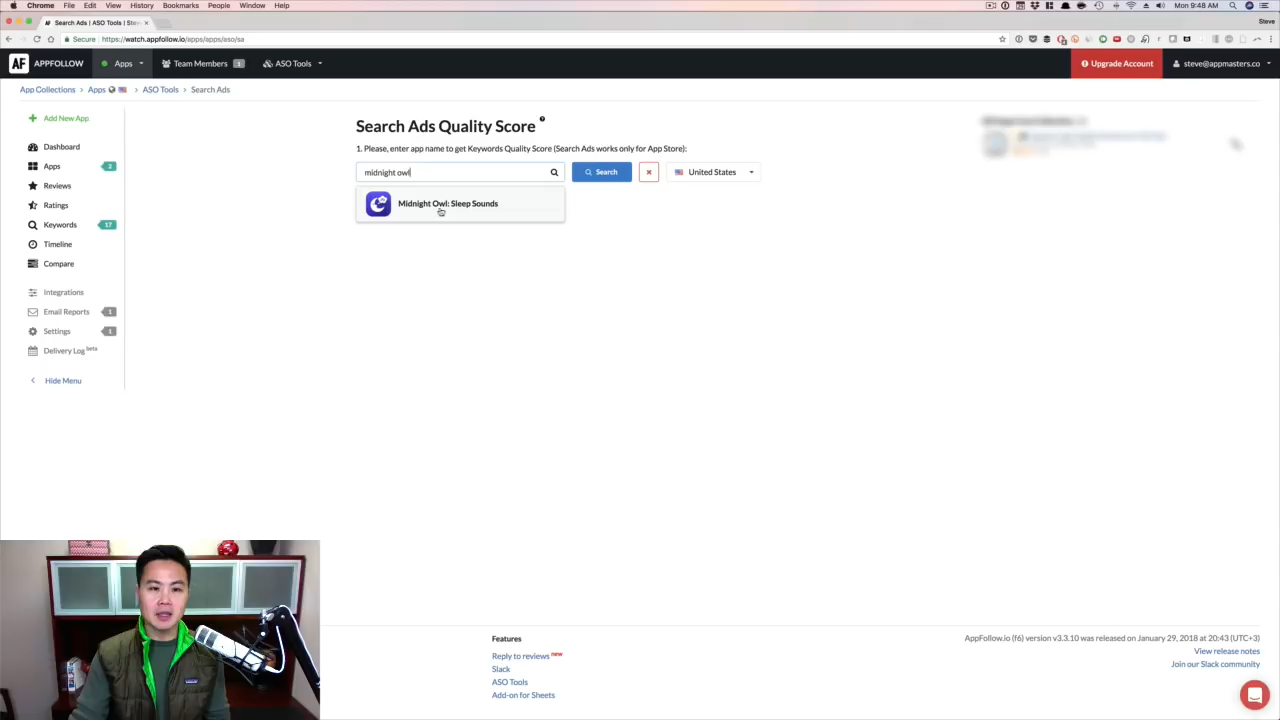 Chrome File Edit View History Bookmarks People Window Help
Mon 9:48 AM
AF Search Ads | ASO Tools | Stev ×
Steve
Secure https://watch.appfollow.io/apps/apps/aso/sa
AF APPFOLLOW Apps Team Members 1 ASO Tools Upgrade Account steve@appmasters.co
App Collections > Apps > ASO Tools > Search Ads
Add New App
Dashboard
Apps 2
Reviews
Ratings
Keywords 17
Timeline
Compare
Integrations
Email Reports 1
Settings 1
Delivery Log beta
Hide Menu
Search Ads Quality Score ?
1. Please, enter app name to get Keywords Quality Score (Search Ads works only for App Store):
midnight owl Search × United States
Midnight Owl: Sleep Sounds
Features
Reply to reviews new
Slack
ASO Tools
Add-on for Sheets
AppFollow.io (f6) version v3.3.10 was released on January 29, 2018 at 20:43 (UTC+3)
View release notes
Join our Slack community
patagonia